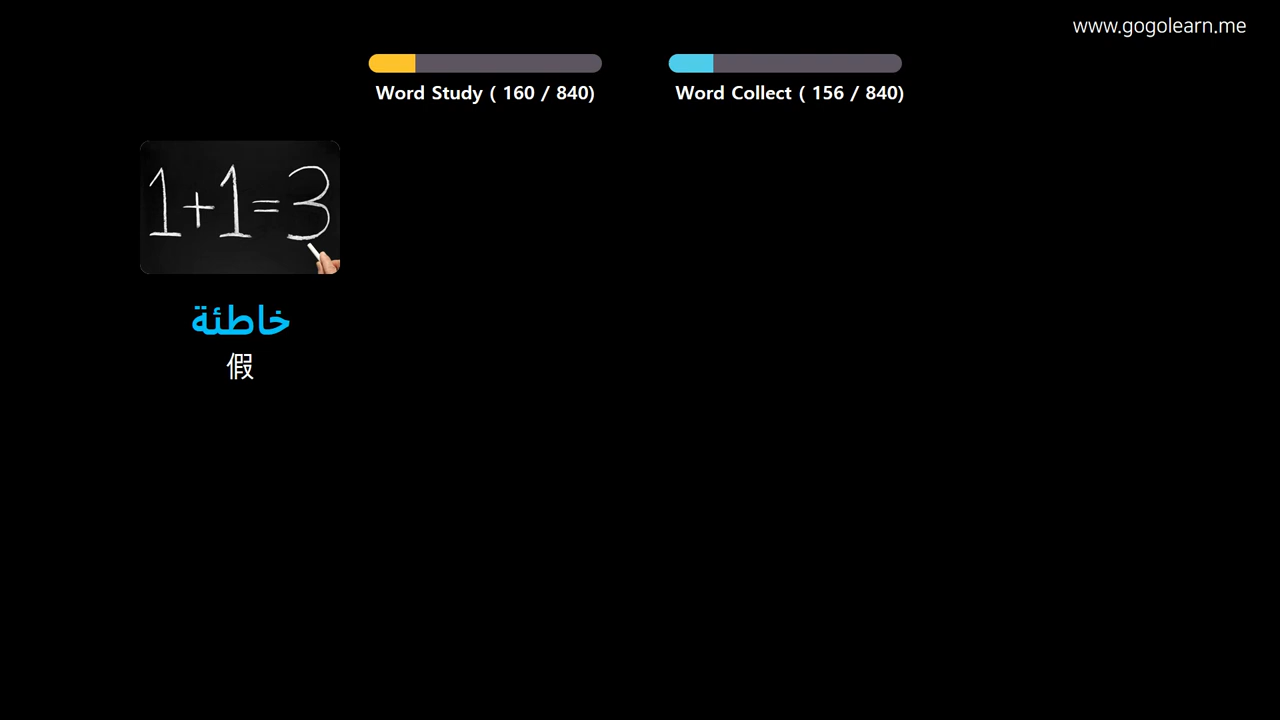 www.gogolearn.me
Word Study ( 160 / 840)
Word Collect ( 156 / 840)
1+1=3
خاطئة
假